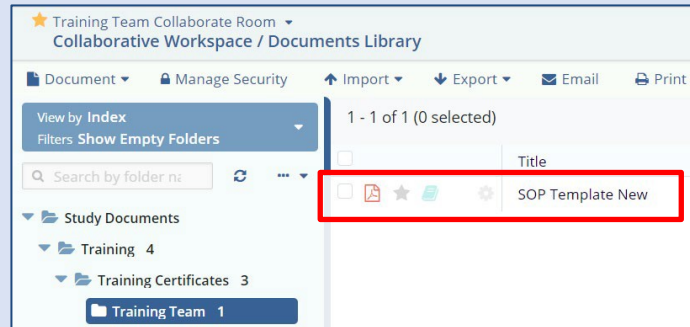 Training Team Collaborate Room
Collaborative Workspace / Documents Library
Document Manage Security Import Export Email Print
View by Index
Filters Show Empty Folders
1 - 1 of 1 (0 selected)
Search by folder na
Title
SOP Template New
Study Documents
Training 4
Training Certificates 3
Training Team 1